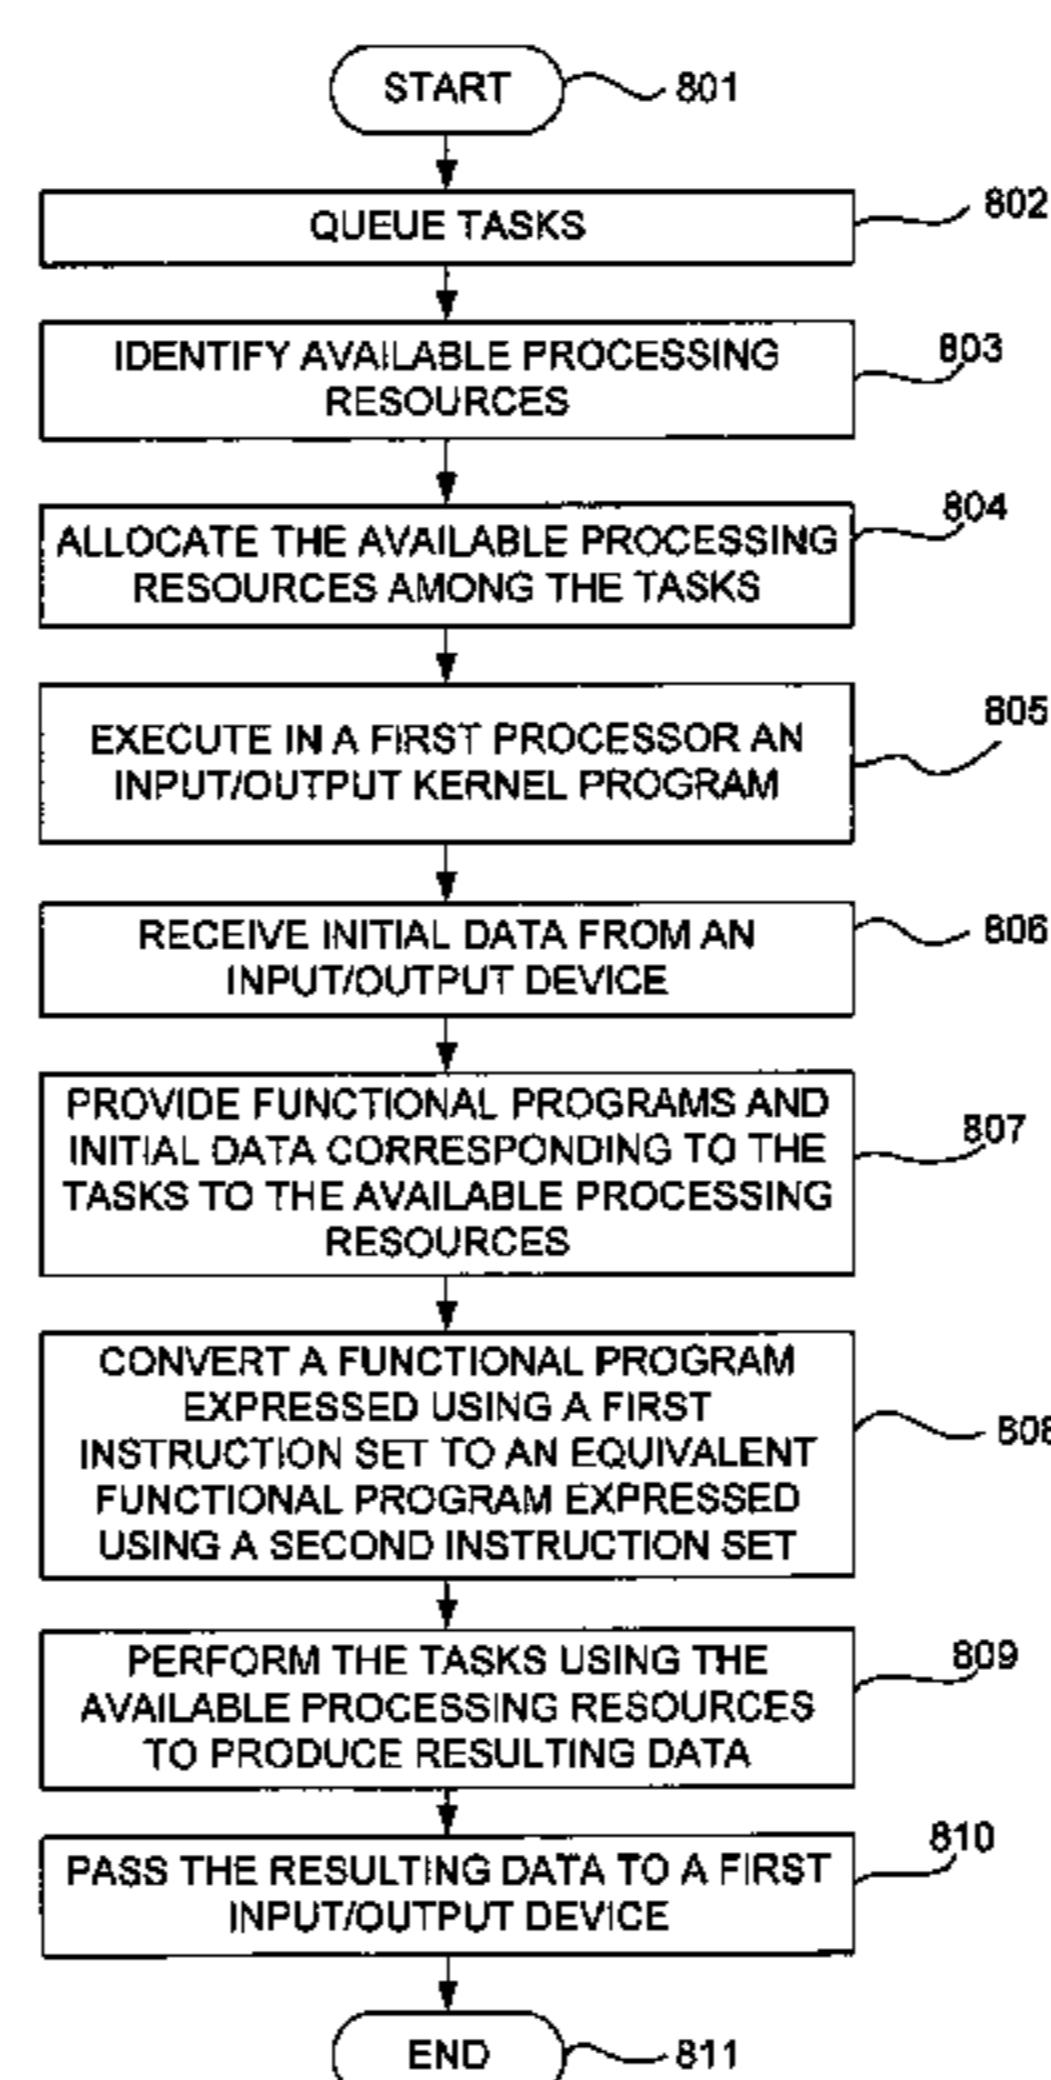 START
801
QUEUE TASKS
802
IDENTIFY AVAILABLE PROCESSING
RESOURCES
803
ALLOCATE THE AVAILABLE PROCESSING
RESOURCES AMONG THE TASKS
804
EXECUTE IN A FIRST PROCESSOR AN
INPUT/OUTPUT KERNEL PROGRAM
805
RECEIVE INITIAL DATA FROM AN
INPUT/OUTPUT DEVICE
806
PROVIDE FUNCTIONAL PROGRAMS AND
INITIAL DATA CORRESPONDING TO THE
TASKS TO THE AVAILABLE PROCESSING
RESOURCES
807
CONVERT A FUNCTIONAL PROGRAM
EXPRESSED USING A FIRST
INSTRUCTION SET TO AN EQUIVALENT
FUNCTIONAL PROGRAM EXPRESSED
USING A SECOND INSTRUCTION SET
808
PERFORM THE TASKS USING THE
AVAILABLE PROCESSING RESOURCES
TO PRODUCE RESULTING DATA
809
PASS THE RESULTING DATA TO A FIRST
INPUT/OUTPUT DEVICE
810
END
811